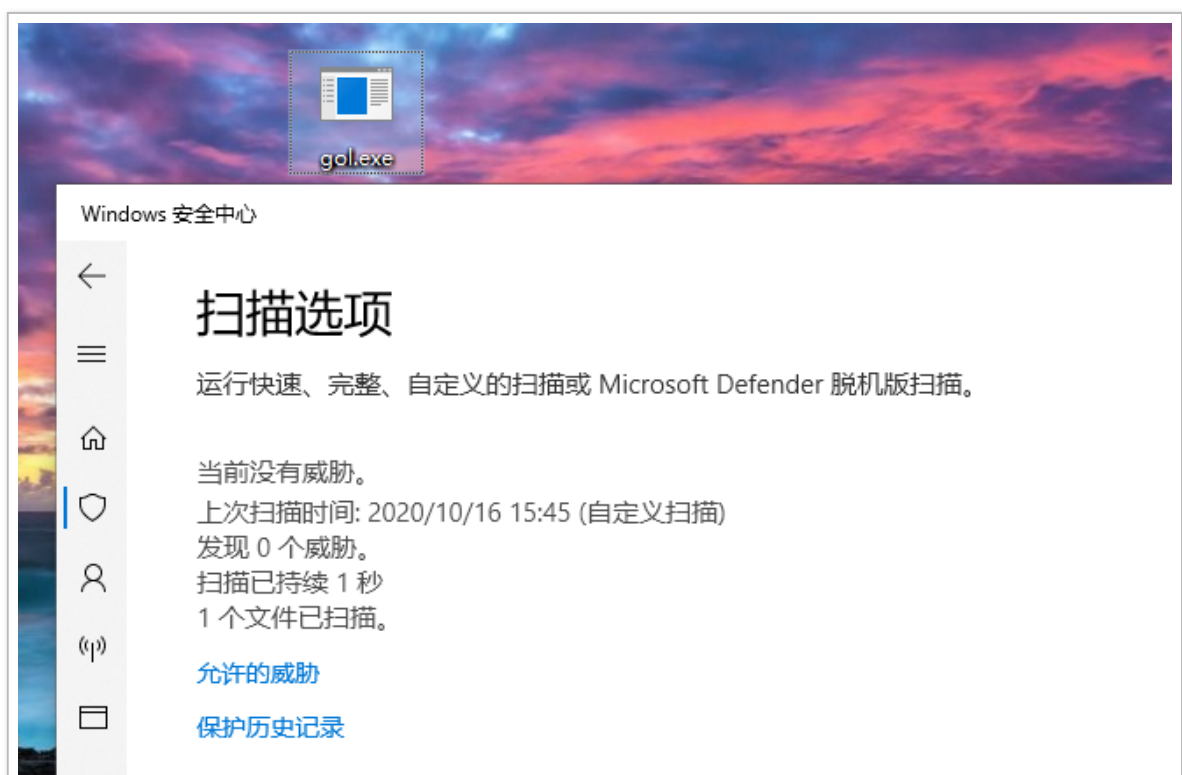 gol.exe
Windows 安全中心
扫描选项
运行快速、完整、自定义的扫描或 Microsoft Defender 脱机版扫描。
当前没有威胁。
上次扫描时间: 2020/10/16 15:45 (自定义扫描)
发现 0 个威胁。
扫描已持续 1 秒
1 个文件已扫描。
允许的威胁
保护历史记录